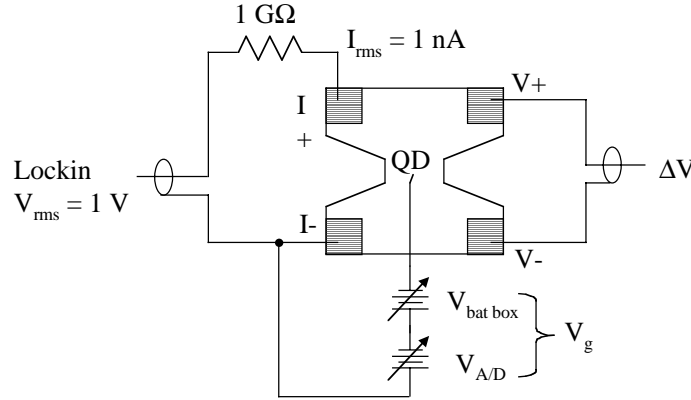 1 GΩ
I_rms = 1 nA
I
+
V+
QD
Lockin
V_rms = 1 V
ΔV
I-
V-
V_bat box
V_g
V_A/D